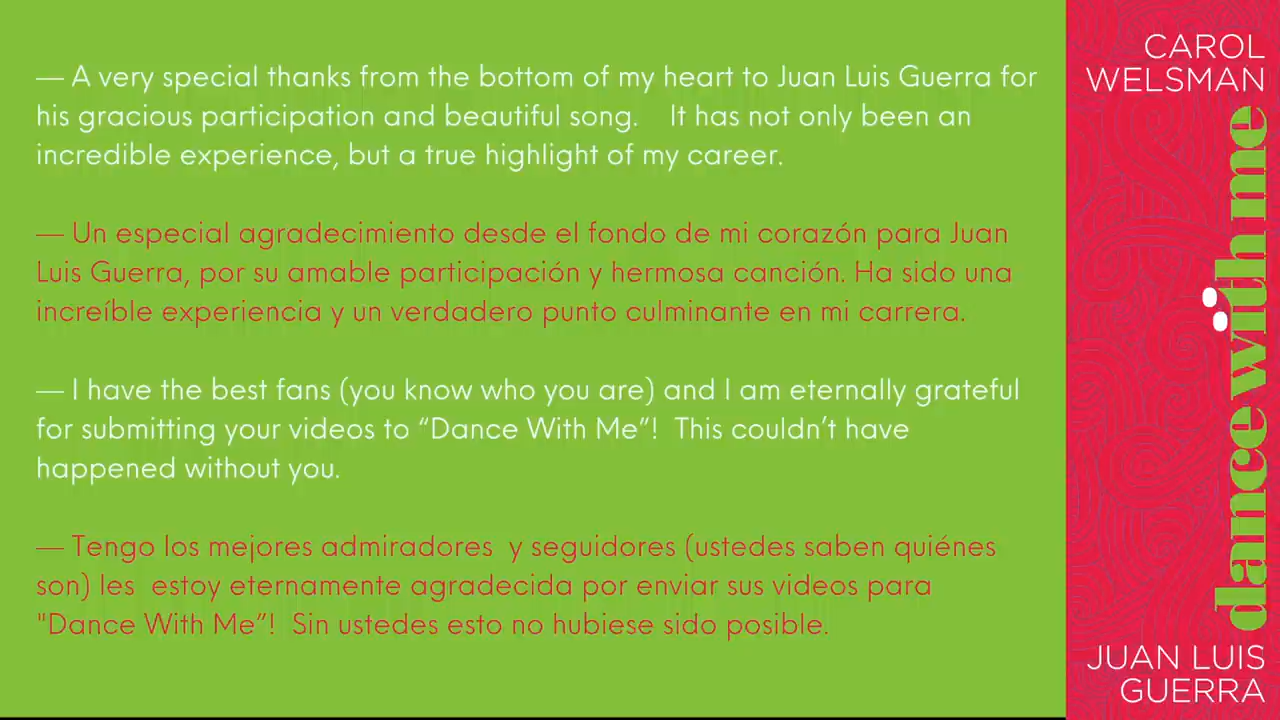 — A very special thanks from the bottom of my heart to Juan Luis Guerra for
his gracious participation and beautiful song.    It has not only been an
incredible experience, but a true highlight of my career.
— Un especial agradecimiento desde el fondo de mi corazón para Juan
Luis Guerra, por su amable participación y hermosa canción. Ha sido una
increíble experiencia y un verdadero punto culminante en mi carrera.
— I have the best fans (you know who you are) and I am eternally grateful
for submitting your videos to “Dance With Me”!  This couldn’t have
happened without you.
— Tengo los mejores admiradores  y seguidores (ustedes saben quiénes
son) les  estoy eternamente agradecida por enviar sus videos para
"Dance With Me”!  Sin ustedes esto no hubiese sido posible.
CAROL
WELSMAN
dance with me
JUAN LUIS
GUERRA